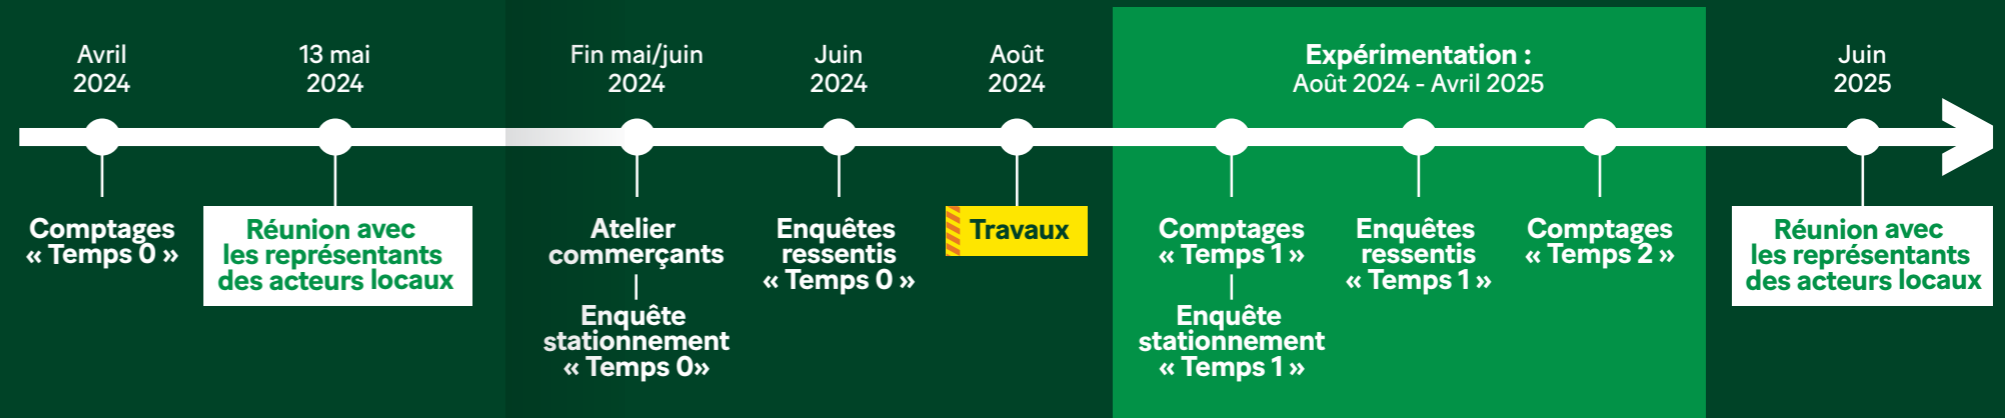 Avril
2024
Comptages
« Temps 0 »
13 mai
2024
Réunion avec
les représentants
des acteurs locaux
Fin mai/juin
2024
Atelier
commerçants
Enquête
stationnement
« Temps 0»
Juin
2024
Enquêtes
ressentis
« Temps 0 »
Août
2024
Travaux
Expérimentation :
Août 2024 - Avril 2025
Comptages
« Temps 1 »
Enquête
stationnement
« Temps 1 »
Enquêtes
ressentis
« Temps 1 »
Comptages
« Temps 2 »
Juin
2025
Réunion avec
les représentants
des acteurs locaux